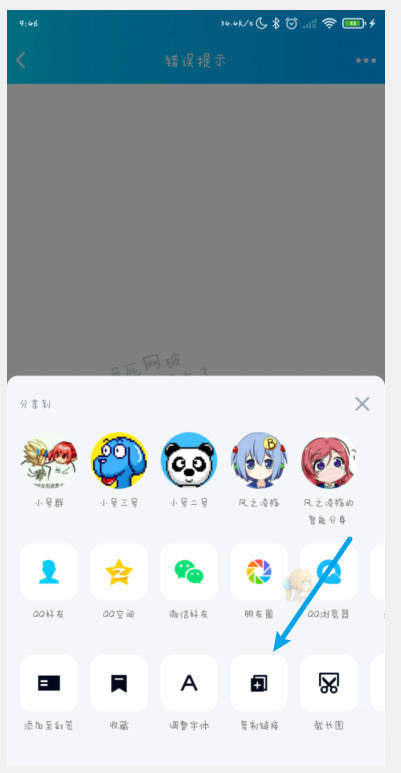 9:46
34.4k/s
错误提示
分享到
小号群
小号三号
小号二号
风之凌殇
风之凌殇的
智能分身
QQ好友
QQ空间
微信好友
朋友圈
QQ浏览器
添加至彩签
收藏
调整字体
复制链接
截长图